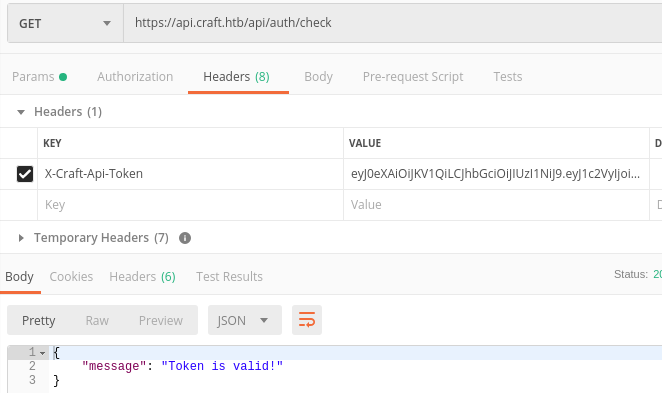 GET https://api.craft.htb/api/auth/check
Params Authorization Headers (8) Body Pre-request Script Tests
Headers (1)
KEY VALUE D
X-Craft-Api-Token eyJ0eXAiOiJKV1QiLCJhbGciOiJIUzI1NiJ9.eyJ1c2VyIjoi...
Key Value D
Temporary Headers (7)
Body Cookies Headers (6) Test Results Status: 20
Pretty Raw Preview JSON
1 {
2 "message": "Token is valid!"
3 }